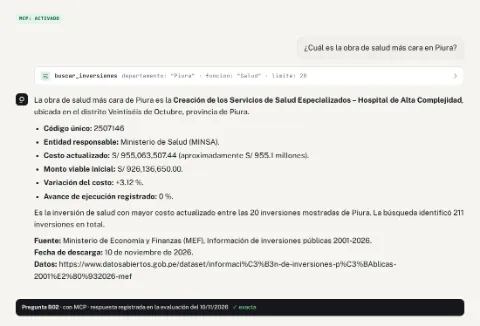 MCP: ACTIVADO
¿Cuál es la obra de salud más cara en Piura?
buscar_inversiones departamento: "Piura" · funcion: "Salud" · limite: 20
La obra de salud más cara de Piura es la Creación de los Servicios de Salud Especializados – Hospital de Alta Complejidad,
ubicada en el distrito Veintiséis de Octubre, provincia de Piura.
• Código único: 2507146
• Entidad responsable: Ministerio de Salud (MINSA).
• Costo actualizado: S/ 955,063,507.44 (aproximadamente S/ 955.1 millones).
• Monto viable inicial: S/ 926,136,650.00.
• Variación del costo: +3.12 %.
• Avance de ejecución registrado: 0 %.
Es la inversión de salud con mayor costo actualizado entre las 20 inversiones mostradas de Piura. La búsqueda identificó 211
inversiones en total.
Fuente: Ministerio de Economía y Finanzas (MEF), Información de inversiones públicas 2001-2026.
Fecha de descarga: 10 de noviembre de 2026.
Datos: https://www.datosabiertos.gob.pe/dataset/informaci%C3%B3n-de-inversiones-p%C3%BAblicas-
2001%E2%80%932026-mef
Pregunta B02 · con MCP · respuesta registrada en la evaluación del 10/11/2026 ✓ exacta